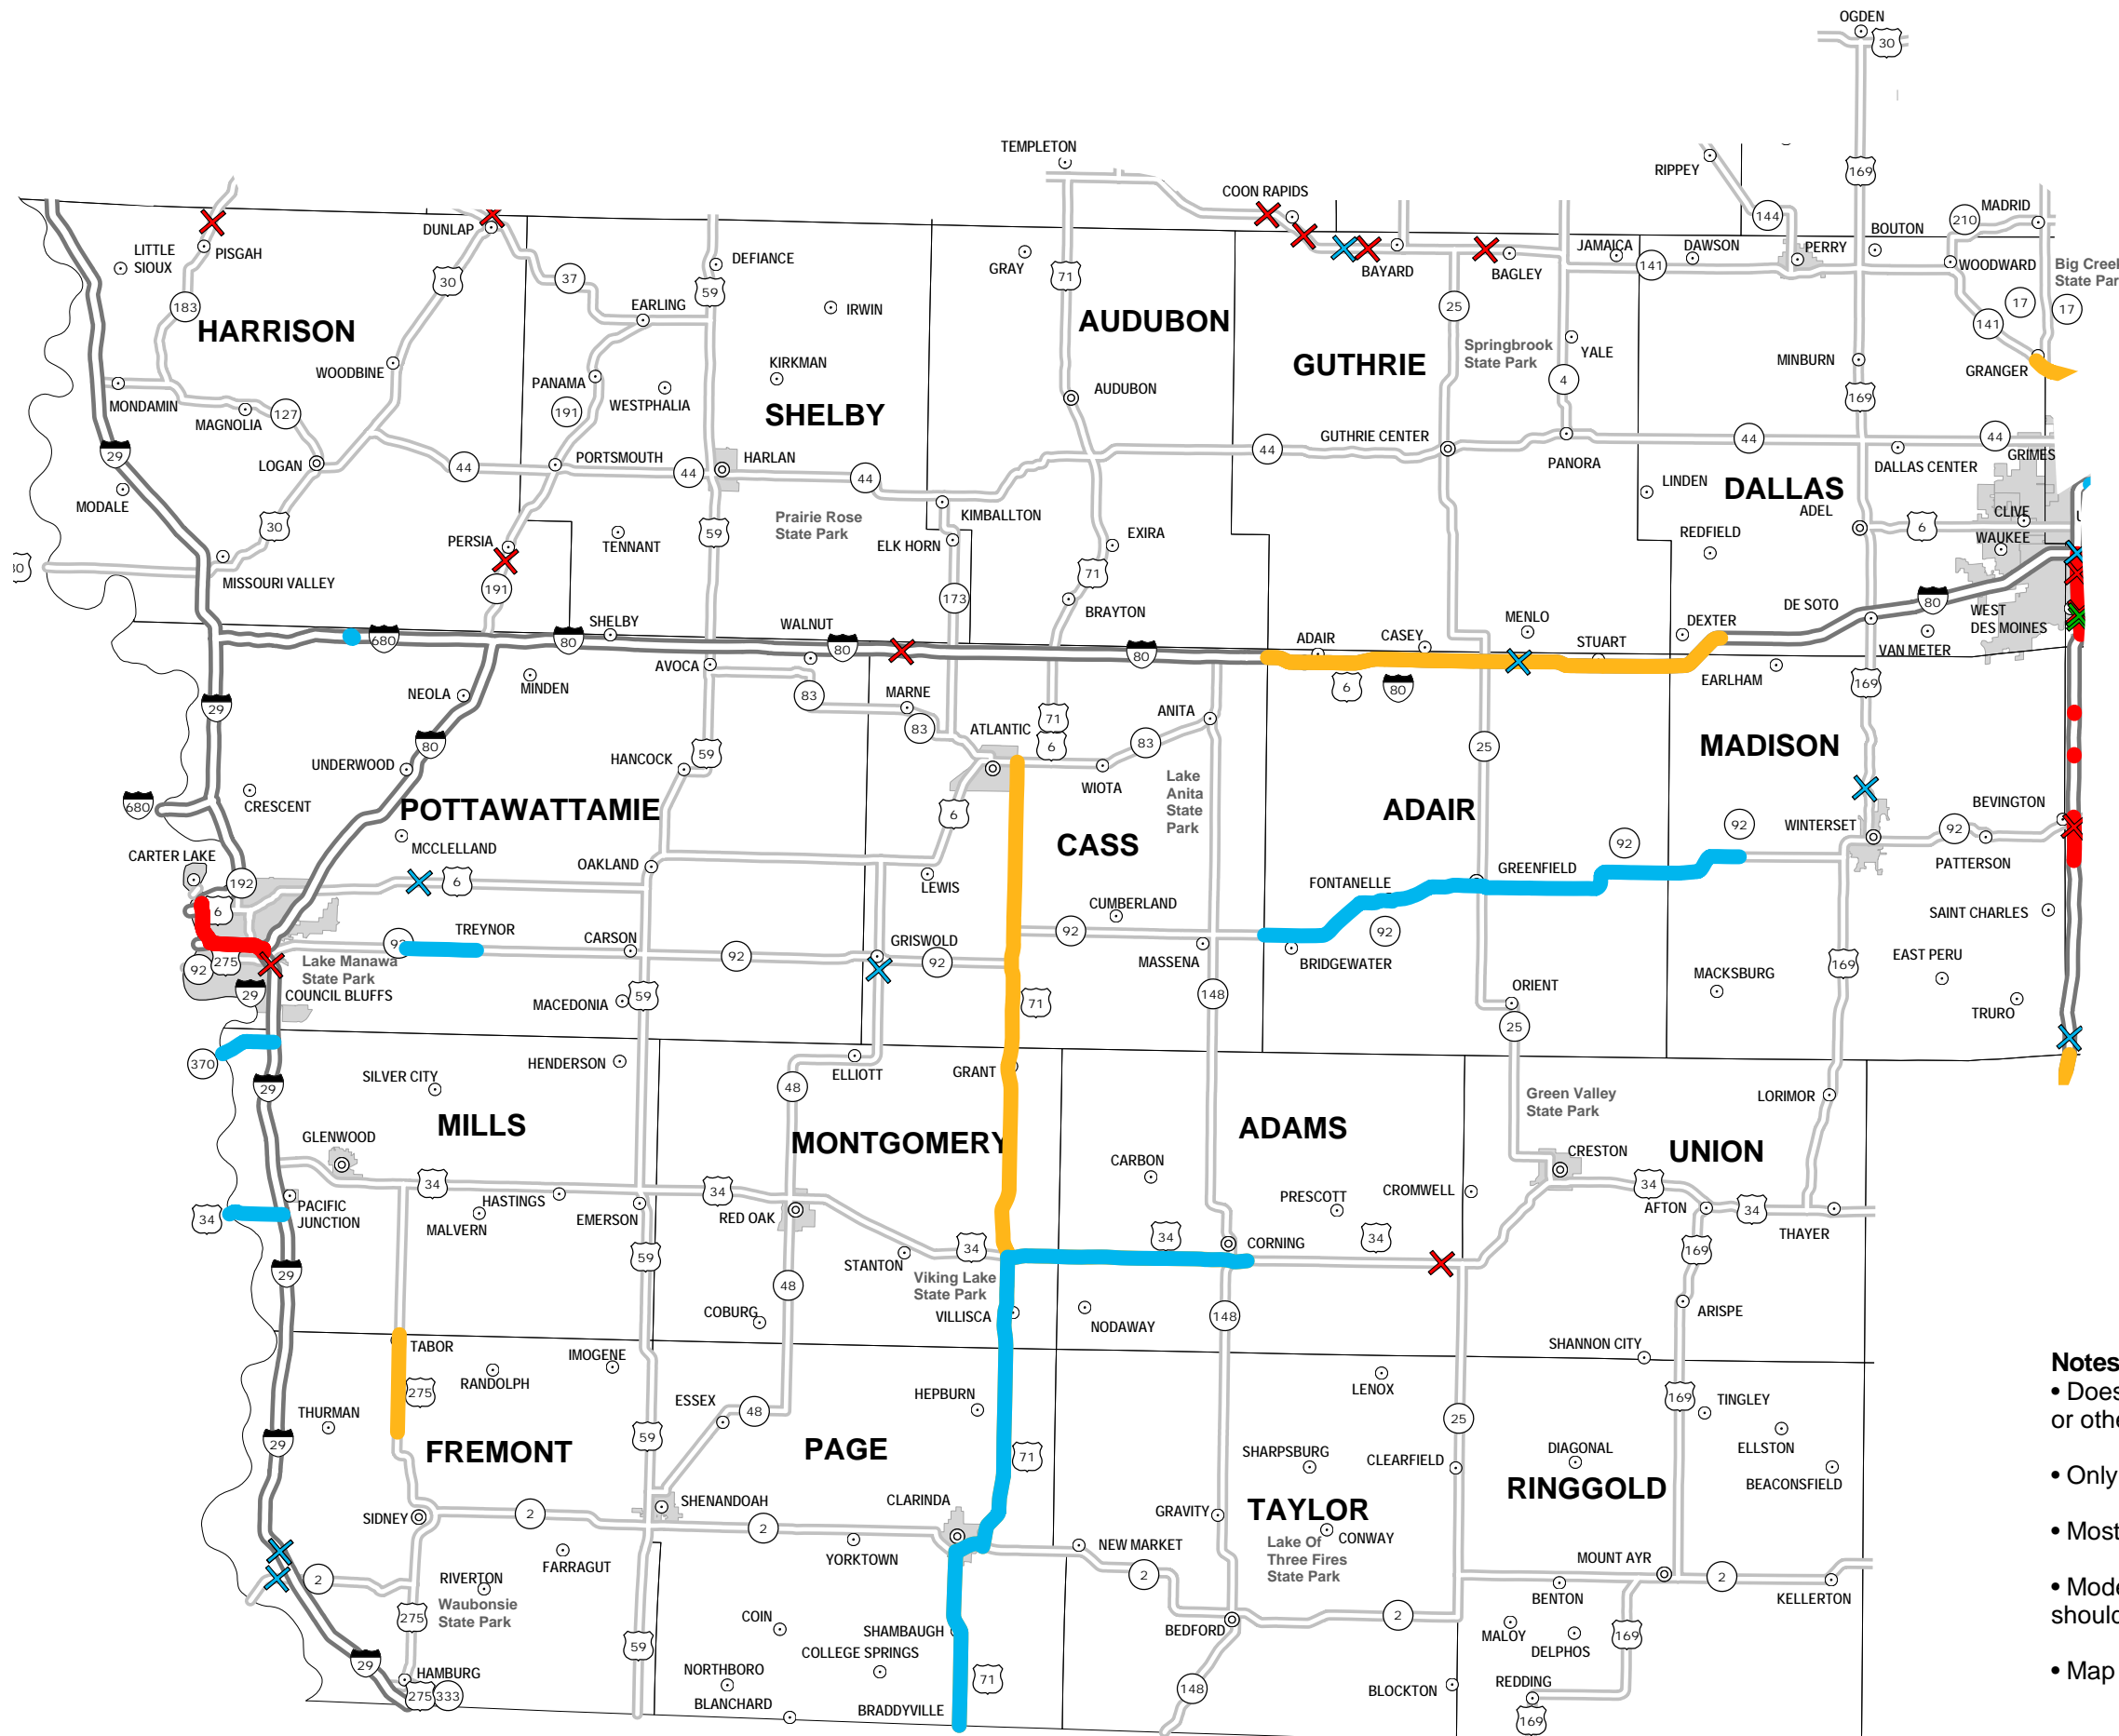 OGDEN
30
TEMPLETON
RIPPEY
169
COON RAPIDS
144
210
MADRID
DUNLAP
LITTLE
SIOUX
PISGAH
DEFIANCE
GRAY
71
BAYARD
BAGLEY
JAMAICA
141
DAWSON
PERRY
BOUTON
WOODWARD
Big Creek
State Par
30
37
59
183
EARLING
IRWIN
25
17
17
141
HARRISON
AUDUBON
GUTHRIE
Springbrook
State Park
YALE
MINBURN
GRANGER
WOODBINE
KIRKMAN
PANAMA
WESTPHALIA
AUDUBON
4
169
MONDAMIN
MAGNOLIA
127
191
SHELBY
29
LOGAN
44
PORTSMOUTH
44
HARLAN
44
44
GUTHRIE CENTER
PANORA
44
DALLAS CENTER
44
GRIMES
MODALE
LINDEN
DALLAS
ADEL
30
Prairie Rose
State Park
KIMBALLTON
6
CLIVE
U
PERSIA
TENNANT
59
ELK HORN
EXIRA
REDFIELD
WAUKEE
30
MISSOURI VALLEY
191
173
71
BRAYTON
MENLO
DEXTER
DE SOTO
80
WEST
DES MOINES
SHELBY
WALNUT
680
80
80
80
ADAIR
CASEY
STUART
VAN METER
AVOCA
MINDEN
NEOLA
83
MARNE
6
80
EARLHAM
169
29
83
ATLANTIC
71
6
83
ANITA
25
MADISON
80
HANCOCK
59
UNDERWOOD
WIOTA
Lake
Anita
State
Park
680
CRESCENT
POTTAWATTAMIE
6
CASS
ADAIR
BEVINGTON
MCCLELLAND
92
92
WINTERSET
92
PATTERSON
CARTER LAKE
192
OAKLAND
6
LEWIS
GREENFIELD
FONTANELLE
6
CUMBERLAND
SAINT CHARLES
TREYNOR
CARSON
92
GRISWOLD
92
92
92
92
275
Lake Manawa
State Park
MASSENA
BRIDGEWATER
MACKSBURG
169
EAST PERU
29
COUNCIL BLUFFS
MACEDONIA
59
71
148
ORIENT
TRURO
25
370
SILVER CITY
HENDERSON
ELLIOTT
GRANT
29
48
Green Valley
State Park
LORIMOR
MILLS
MONTGOMERY
ADAMS
UNION
GLENWOOD
CARBON
CRESTON
34
HASTINGS
34
PRESCOTT
CROMWELL
34
34
PACIFIC
JUNCTION
MALVERN
EMERSON
RED OAK
AFTON
34
THAYER
59
STANTON
34
34
CORNING
34
169
29
Viking Lake
State Park
48
COBURG
VILLISCA
NODAWAY
148
ARISPE
TABOR
IMOGENE
SHANNON CITY
RANDOLPH
275
HEPBURN
LENOX
169
TINGLEY
THURMAN
ESSEX
48
25
29
FREMONT
59
PAGE
71
SHARPSBURG
CLEARFIELD
DIAGONAL
ELLSTON
BEACONSFIELD
SHENANDOAH
CLARINDA
GRAVITY
TAYLOR
RINGGOLD
SIDNEY
2
2
YORKTOWN
NEW MARKET
Lake Of
Three Fires
State Park
CONWAY
FARRAGUT
MOUNT AYR
2
RIVERTON
Waubonsie
State Park
2
BENTON
2
KELLERTON
275
COIN
SHAMBAUGH
BEDFORD
2
MALOY
DELPHOS
169
59
COLLEGE SPRINGS
29
HAMBURG
NORTHBORO
71
148
BLOCKTON
REDDING
275
333
BLANCHARD
BRADDYVILLE
169
Notes
• Does
or othe
• Only
• Most
• Mode
should
• Map